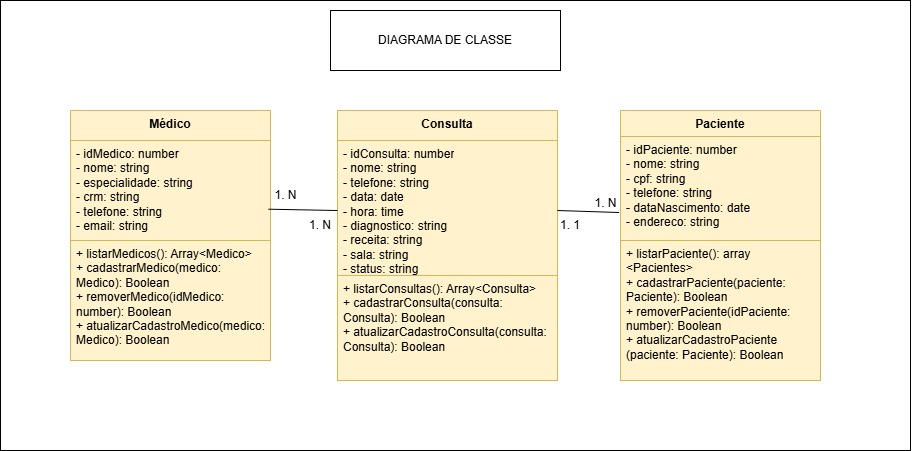 DIAGRAMA DE CLASSE
Médico
- idMedico: number
- nome: string
- especialidade: string
- crm: string
- telefone: string
- email: string
+ listarMedicos(): Array<Medico>
+ cadastrarMedico(medico:
Medico): Boolean
+ removerMedico(idMedico:
number): Boolean
+ atualizarCadastroMedico(medico:
Medico): Boolean
1. N
1. N
Consulta
- idConsulta: number
- nome: string
- telefone: string
- data: date
- hora: time
- diagnostico: string
- receita: string
- sala: string
- status: string
+ listarConsultas(): Array<Consulta>
+ cadastrarConsulta(consulta:
Consulta): Boolean
+ atualizarCadastroConsulta(consulta:
Consulta): Boolean
1. N
1. 1
Paciente
- idPaciente: number
- nome: string
- cpf: string
- telefone: string
- dataNascimento: date
- endereco: string
+ listarPaciente(): array
<Pacientes>
+ cadastrarPaciente(paciente:
Paciente): Boolean
+ removerPaciente(idPaciente:
number): Boolean
+ atualizarCadastroPaciente
(paciente: Paciente): Boolean